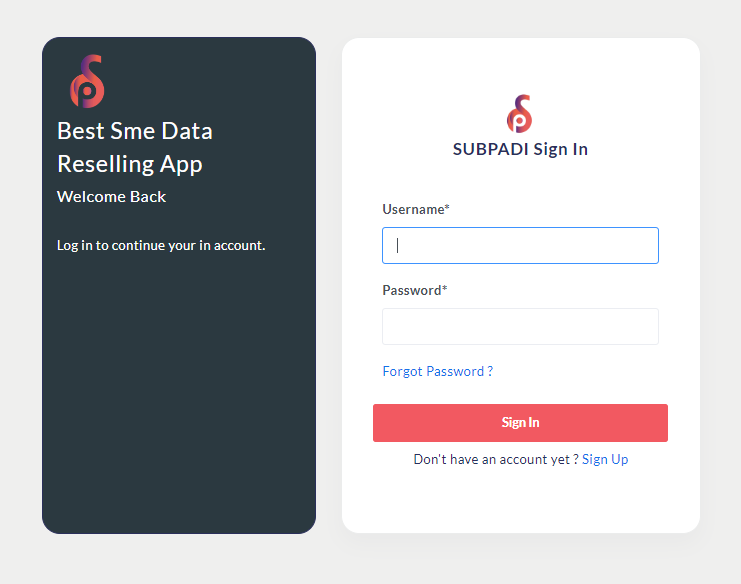 Best Sme Data
Reselling App
Welcome Back
Log in to continue your in account.
SUBPADI Sign In
Username*
Password*
Forgot Password ?
Sign In
Don't have an account yet ? Sign Up